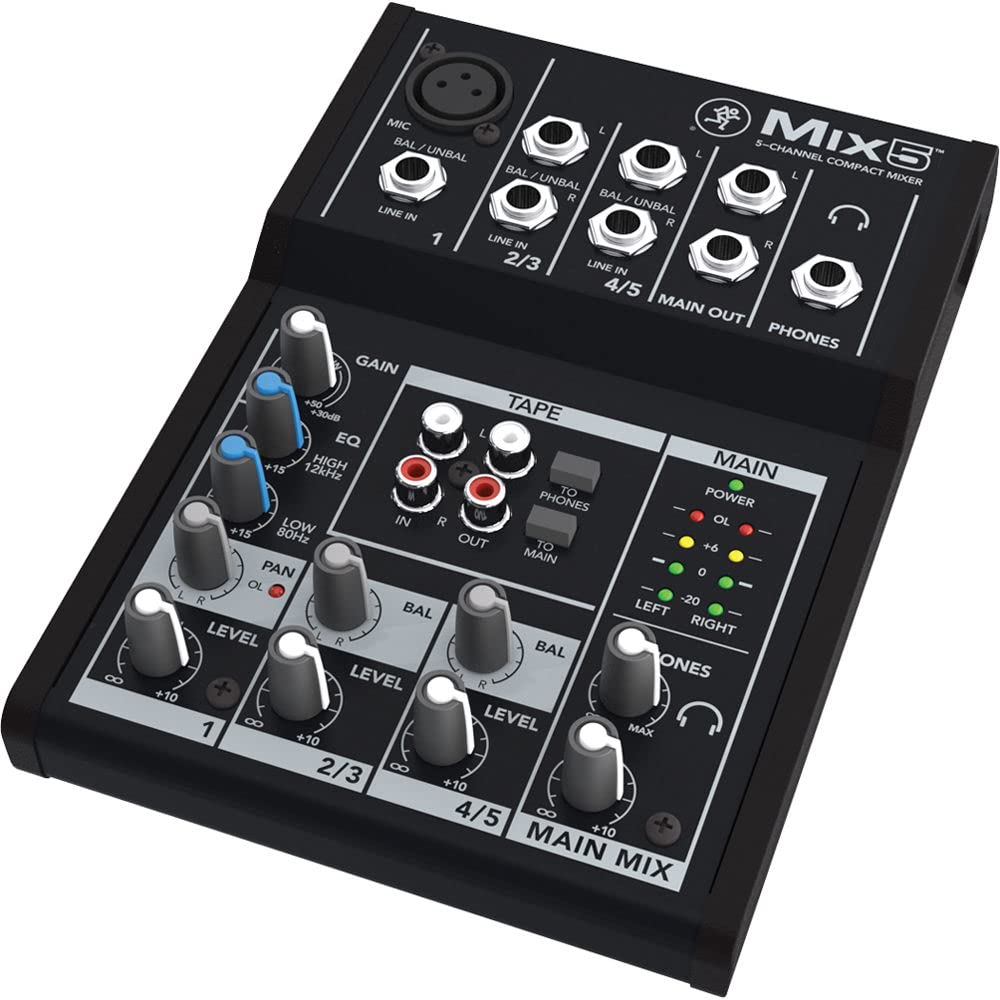 Mix5™
5-CHANNEL COMPACT MIXER
®
MIC
BAL / UNBAL
LINE IN
1
L
BAL / UNBAL
R
LINE IN
2/3
L
BAL / UNBAL
R
LINE IN
4/5
L
R
MAIN OUT
PHONES
GAIN
+50
+30dB
EQ
+15
HIGH
12kHz
+15
LOW
80Hz
PAN
L R
OL
LEVEL
∞ +10
1
TAPE
L
IN R
OUT
TO
PHONES
TO
MAIN
BAL
L R
LEVEL
∞ +10
2/3
BAL
L R
LEVEL
∞ +10
4/5
MAIN
POWER
OL
+6
0
-20
LEFT
RIGHT
ONES
MAX
∞ +10
MAIN MIX